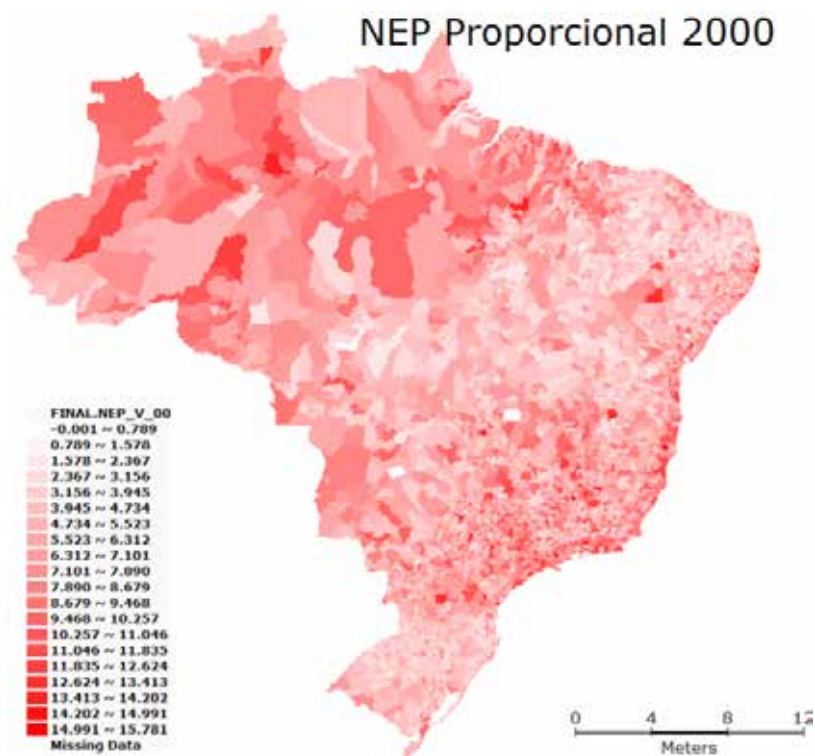 NEP Proporcional 2000
FINAL.NEP_V_00
-0.001 ~ 0.789
0.789 ~ 1.578
1.578 ~ 2.367
2.367 ~ 3.156
3.156 ~ 3.945
3.945 ~ 4.734
4.734 ~ 5.523
5.523 ~ 6.312
6.312 ~ 7.101
7.101 ~ 7.890
7.890 ~ 8.679
8.679 ~ 9.468
9.468 ~ 10.257
10.257 ~ 11.046
11.046 ~ 11.835
11.835 ~ 12.624
12.624 ~ 13.413
13.413 ~ 14.202
14.202 ~ 14.991
14.991 ~ 15.781
Missing Data
0 4 8 12
Meters